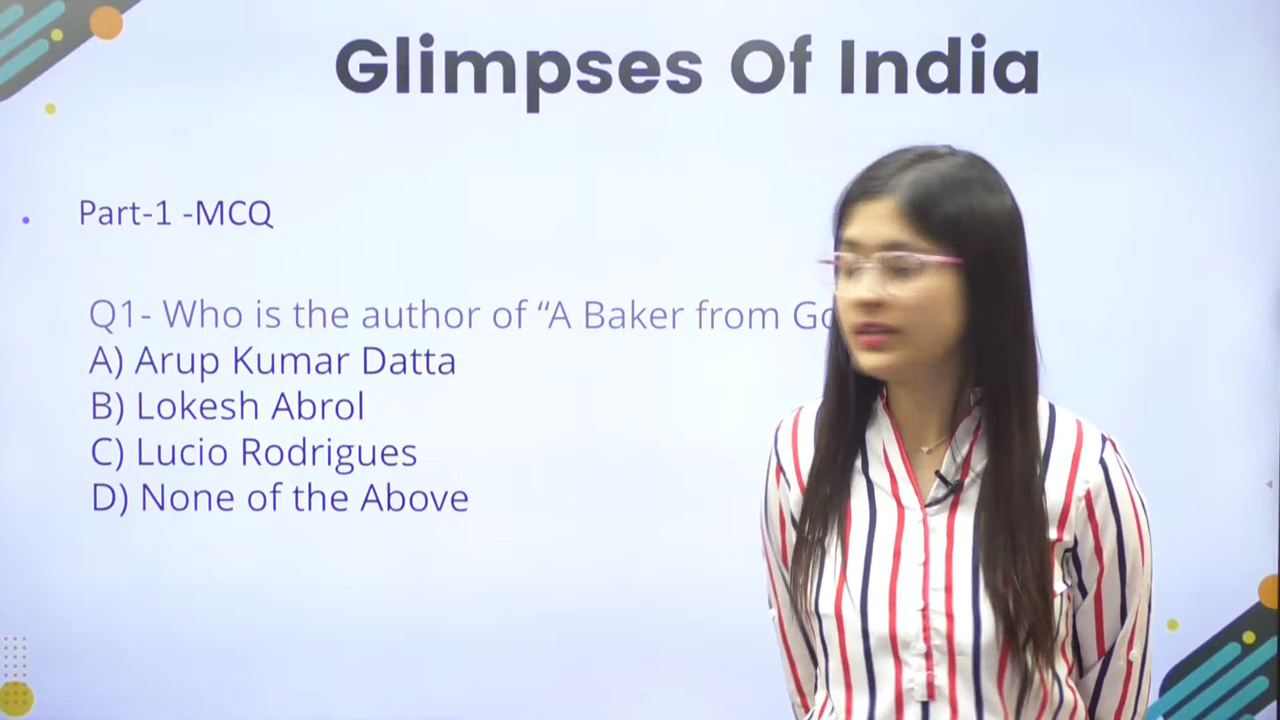 Glimpses Of India
Part-1 -MCQ
Q1- Who is the author of “A Baker from
A) Arup Kumar Datta
B) Lokesh Abrol
C) Lucio Rodrigues
D) None of the Above